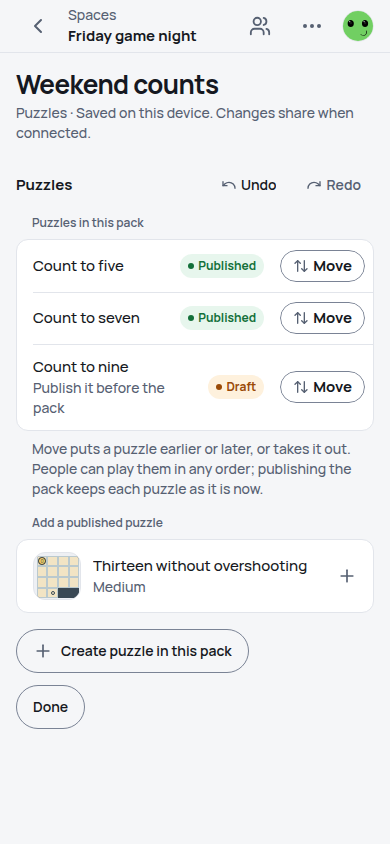 Spaces
Friday game night
Weekend counts
Puzzles · Saved on this device. Changes share when
connected.
Puzzles
Undo
Redo
Puzzles in this pack
Count to five
Published
Move
Count to seven
Published
Move
Count to nine
Publish it before the
pack
Draft
Move
Move puts a puzzle earlier or later, or takes it out.
People can play them in any order; publishing the
pack keeps each puzzle as it is now.
Add a published puzzle
Thirteen without overshooting
Medium
Create puzzle in this pack
Done